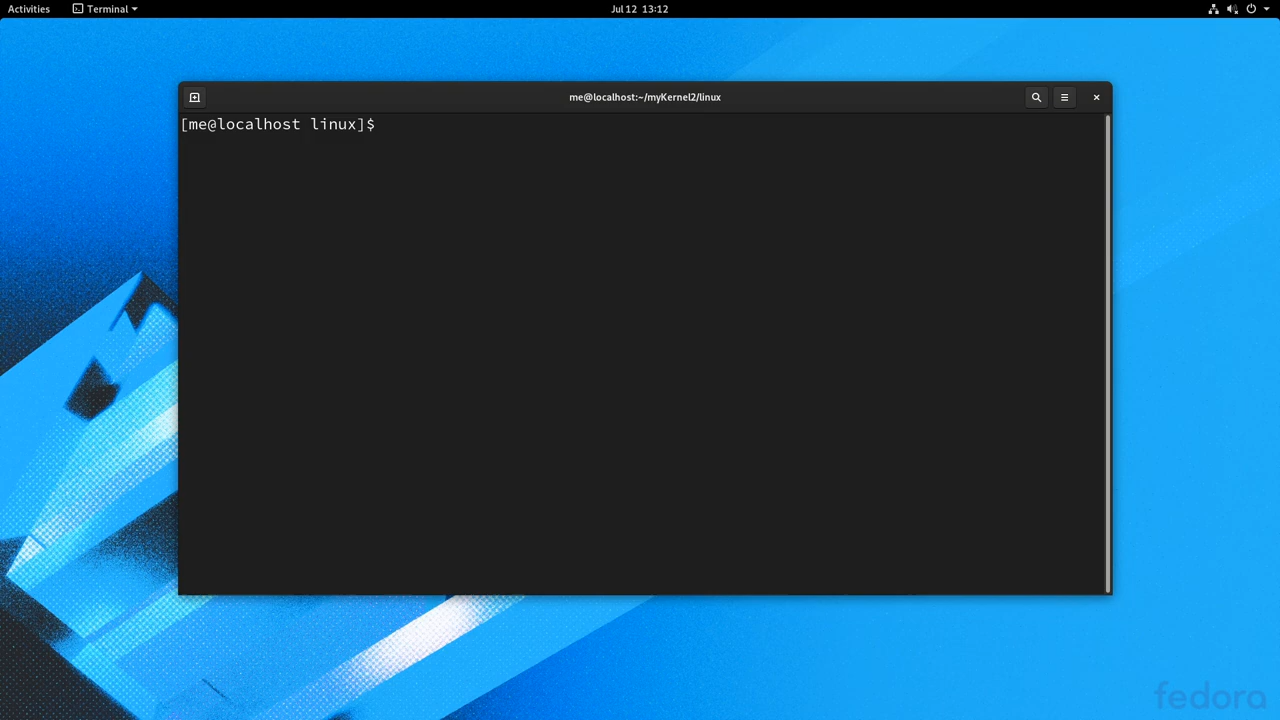 Activities Terminal Jul 12 13:12
me@localhost:~/myKernel2/linux
[me@localhost linux]$
fedora